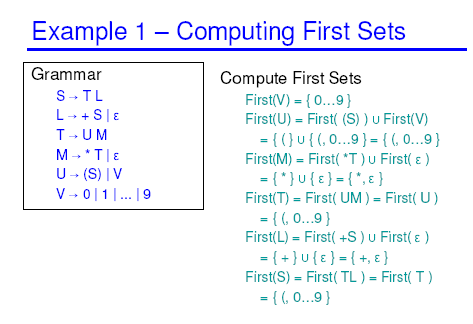 Example 1 – Computing First Sets
Grammar
S → T L
L → + S | ε
T → U M
M → * T | ε
U → (S) | V
V → 0 | 1 | ... | 9
Compute First Sets
First(V) = { 0…9 }
First(U) = First( (S) ) ∪ First(V)
= { ( } ∪ { (, 0…9 } = { (, 0…9 }
First(M) = First( *T ) ∪ First( ε )
= { * } ∪ { ε } = { *, ε }
First(T) = First( UM ) = First( U )
= { (, 0…9 }
First(L) = First( +S ) ∪ First( ε )
= { + } ∪ { ε } = { +, ε }
First(S) = First( TL ) = First( T )
= { (, 0…9 }